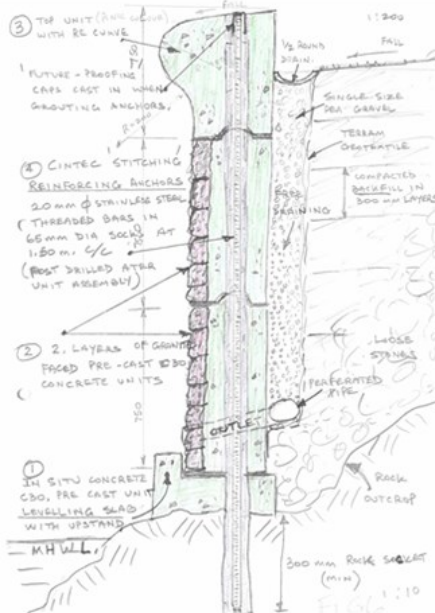 ③ TOP UNIT
WITH RE CURVE
FALL
1:200
1/2 ROUND
DRAIN.
FALL
'FUTURE-PROOFING'
CAPS CAST IN WHEN
GROUTING ANCHORS.
SINGLE SIZE
PEA-GRAVEL
TERRAM
GEOTEXTILE
④ CINTEC STITCHING
REINFORCING ANCHORS
20 MM ϕ STAINLESS STEEL
THREADED BARS IN
65 MM DIA SOCKS AT
1.50 m. C/C
(POST DRILLED ATER
UNIT ASSEMBLY)
FREE
DRAINING
COMPACTED
BACKFILL IN
300 MM LAYERS
② 2. LAYERS OF GRANITE
FACED PRE-CAST C30
CONCRETE UNITS
LOOSE
STONES
PERFERATED
PIPE
750
OUTLET
① IN SITU CONCRETE
C30, PRE CAST UNIT
LEVELLING SLAB
WITH UPSTAND
ROCK
OUTCROP
M H W L.
300 MM ROCK SOCKET
(MIN)
1:10